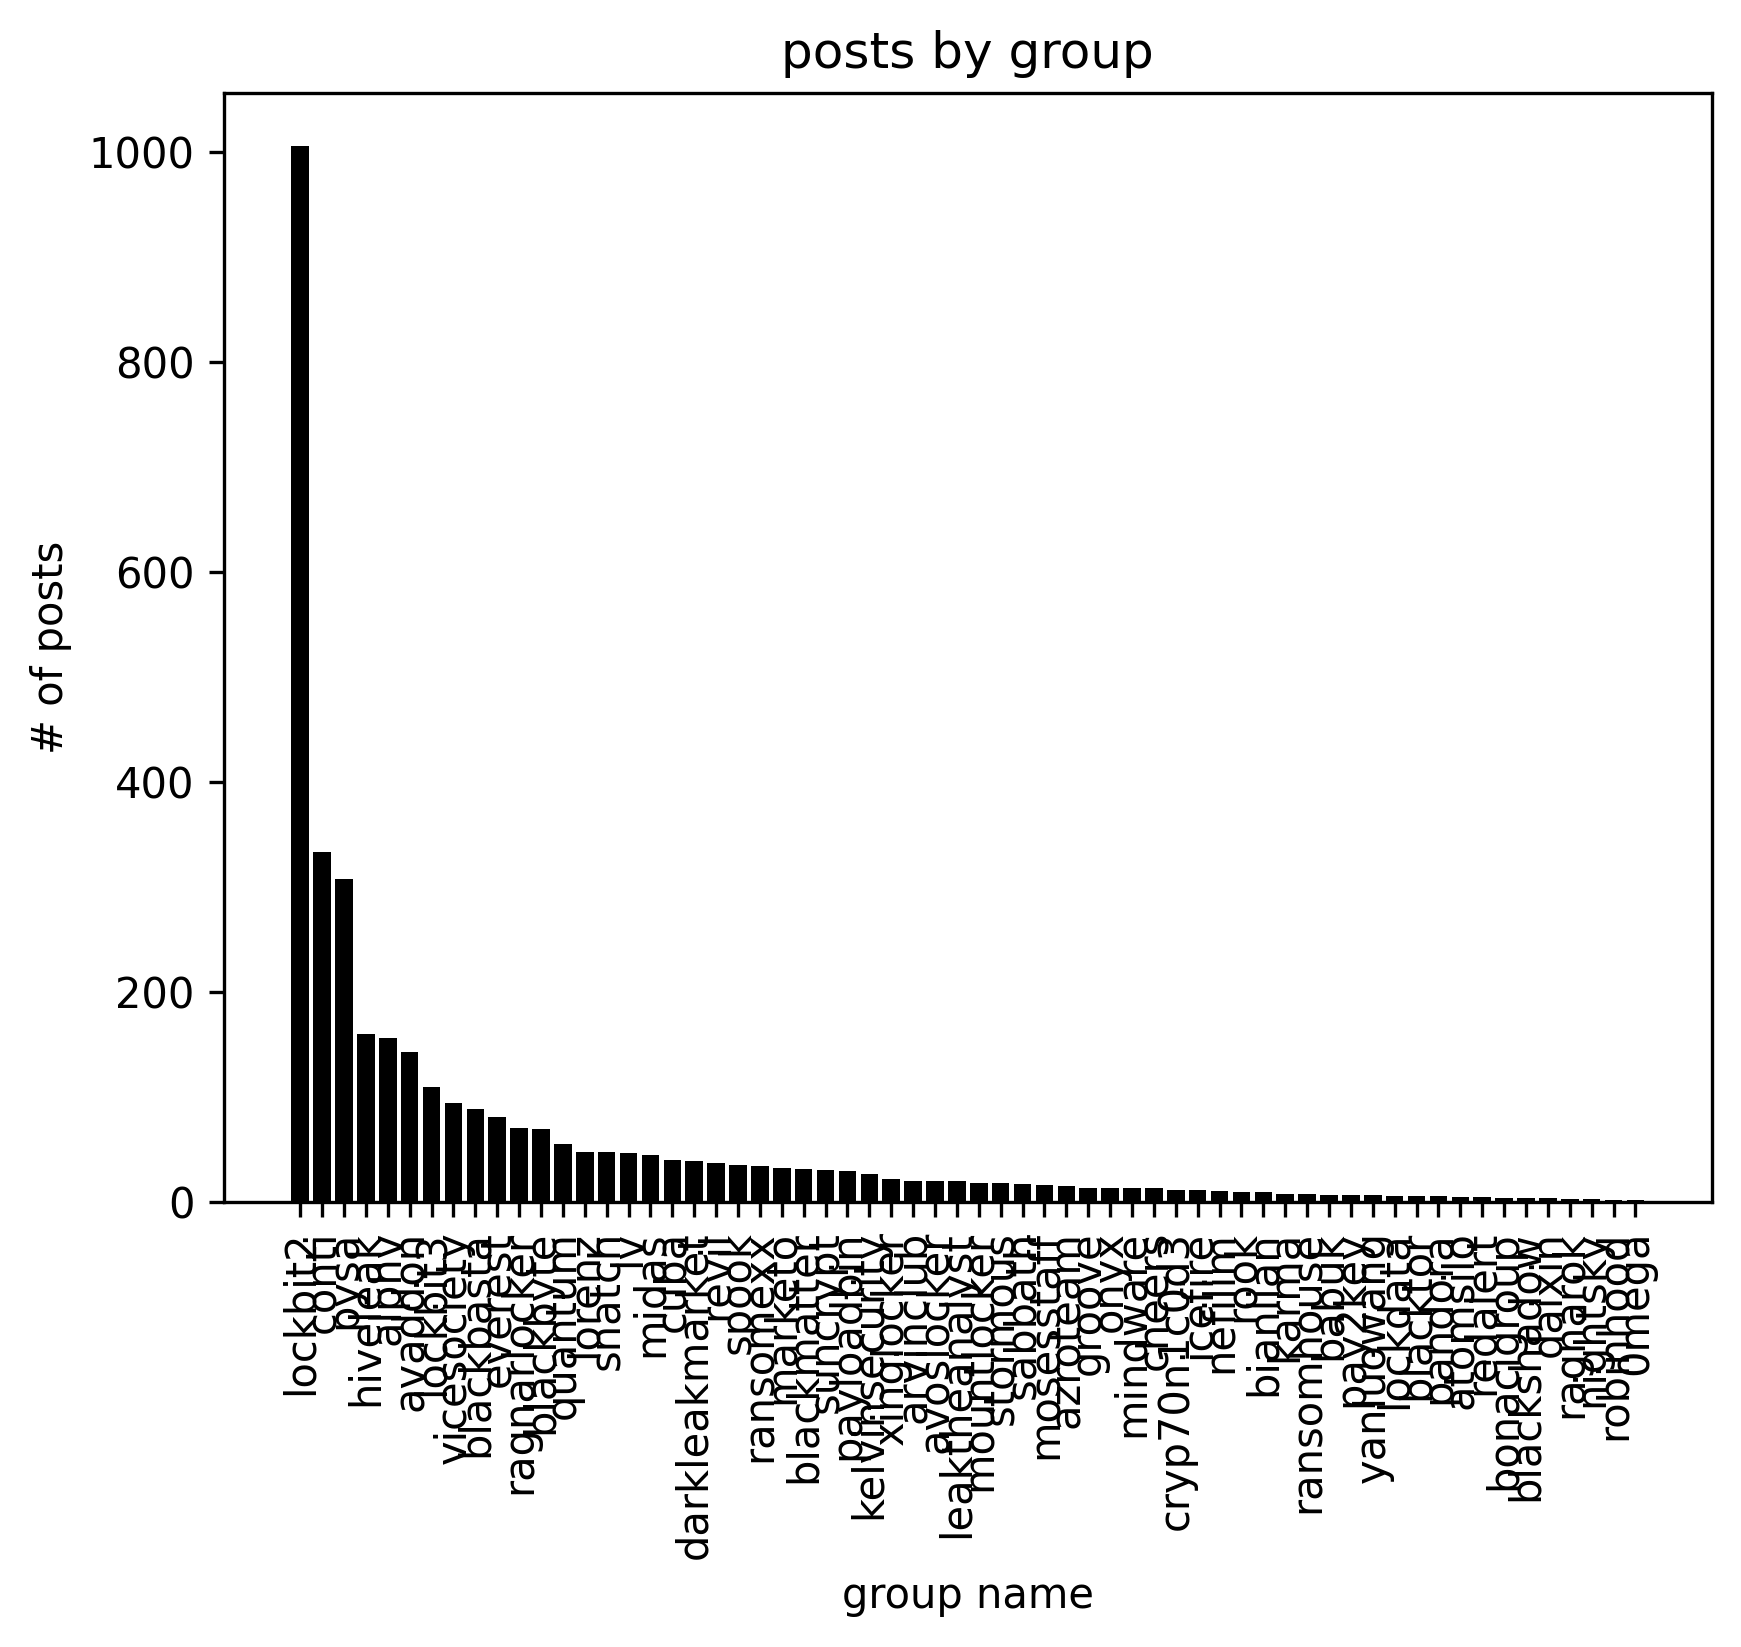 posts by group
# of posts
1000
800
600
400
200
0
lockbit2
conti
pysa
hiveleak
alphv
avaddon
lockbit3
vicesociety
blackbasta
everest
ragnarlocker
blackbyte
quantum
lorenz
snatch
lv
midas
cuba
darkleakmarket
revil
spook
ransomexx
marketo
blackmatter
suncrypt
payloadbin
kelvinsecurity
xinglocker
arvinclub
avoslocker
leaktheanalyst
mountlocker
stormous
sabbath
mosesstaff
azroteam
groove
onyx
mindware
cheers
cryp70n1c0d3
icefire
nefilim
rook
bianlian
karma
ransomhouse
babuk
pay2key
yanluowang
lockdata
blacktor
pandora
atomsilo
redalert
bonacigroup
blackshadow
daixin
ragnarok
nightsky
robinhood
0mega
group name